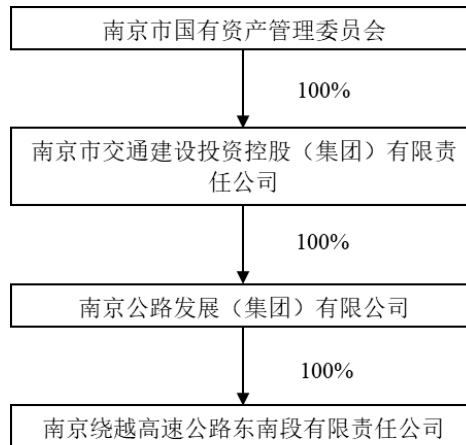 南京市国有资产管理委员会
100%
南京市交通建设投资控股（集团）有限责
任公司
100%
南京公路发展（集团）有限公司
100%
南京绕越高速公路东南段有限责任公司